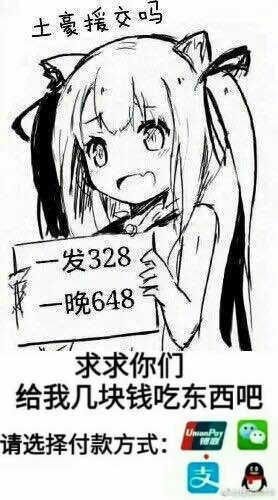 土豪援交吗
一发328
一晚648
求求你们
给我几块钱吃东西吧
请选择付款方式：
UnionPay
银联
支